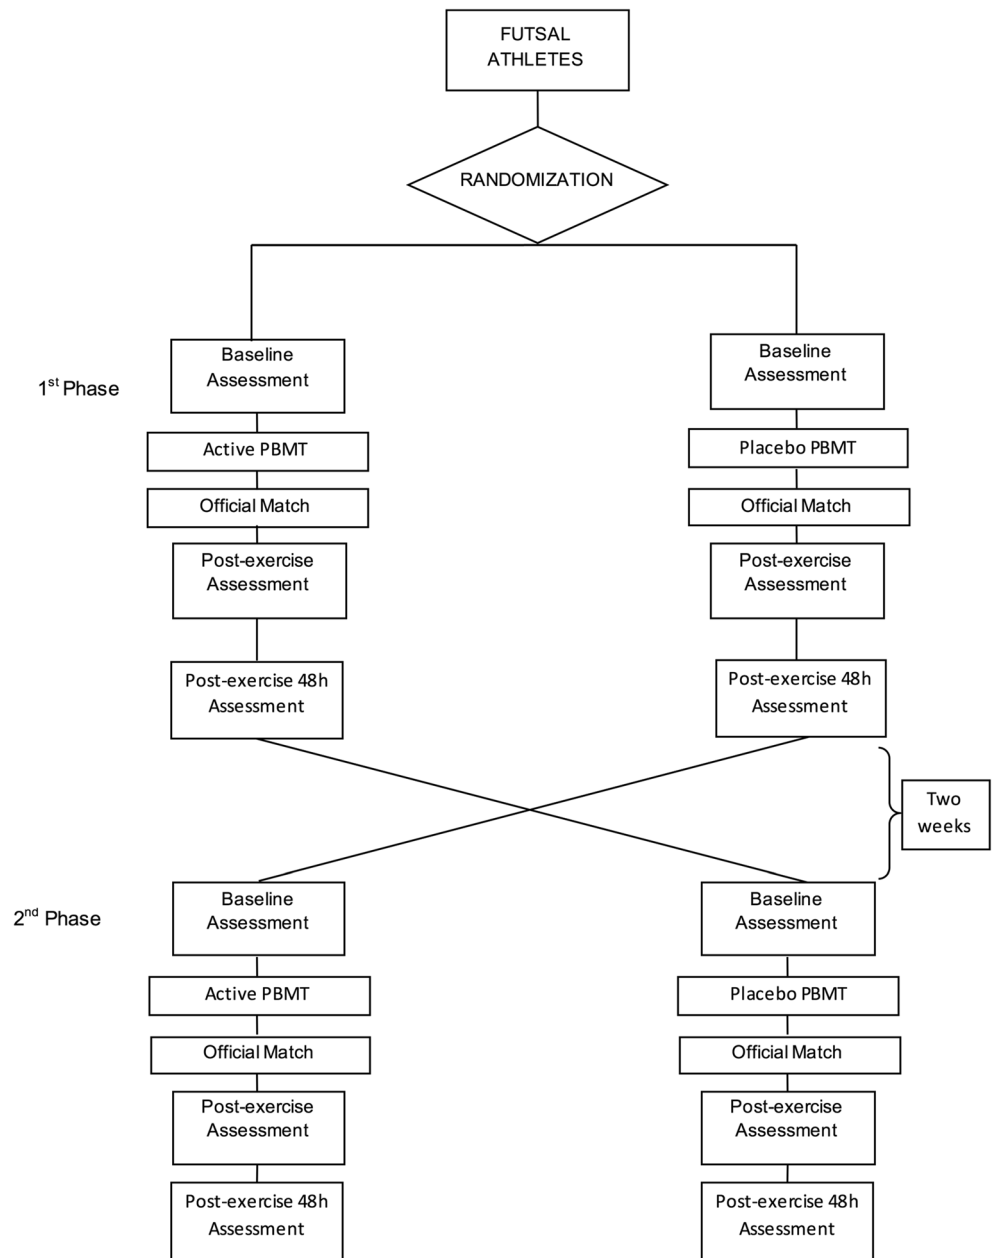 FUTSAL
ATHLETES
RANDOMIZATION
1st Phase
Baseline
Assessment
Active PBMT
Official Match
Post-exercise
Assessment
Post-exercise 48h
Assessment
Baseline
Assessment
Placebo PBMT
Official Match
Post-exercise
Assessment
Post-exercise 48h
Assessment
Two
weeks
2nd Phase
Baseline
Assessment
Active PBMT
Official Match
Post-exercise
Assessment
Post-exercise 48h
Assessment
Baseline
Assessment
Placebo PBMT
Official Match
Post-exercise
Assessment
Post-exercise 48h
Assessment